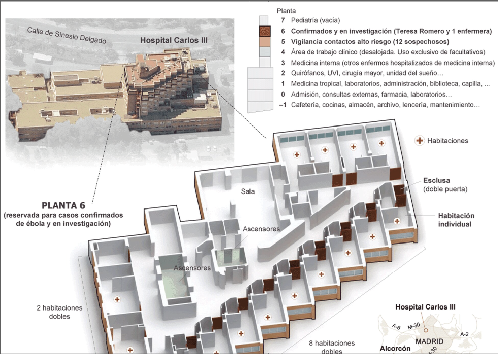 Calle de Sinesio Delgado
Hospital Carlos III
Planta
7 Pediatría (vacía)
6 Confirmados y en investigación (Teresa Romero y 1 enfermera)
5 Vigilancia contactos alto riesgo (12 sospechosos)
4 Área de trabajo clínico (desalojada. Uso exclusivo de facultativos)
3 Medicina interna (otros enfermos hospitalizados de medicina interna)
2 Quirófanos, UVI, cirugía mayor, unidad del sueño...
1 Medicina tropical, laboratorios, administración, biblioteca, capilla, ...
0 Admisión, consultas externas, farmacia, laboratorios...
–1 Cafetería, cocinas, almacén, archivo, lencería, mantenimiento...
Habitaciones
Esclusa
(doble puerta)
Habitación
individual
PLANTA 6
(reservada para casos confirmados
de ébola y en investigación)
Sala
Ascensores
Ascensores
2 habitaciones
dobles
8 habitaciones
dobles
Hospital Carlos III
A-6
M-30
A-2
MADRID
Alcorcón